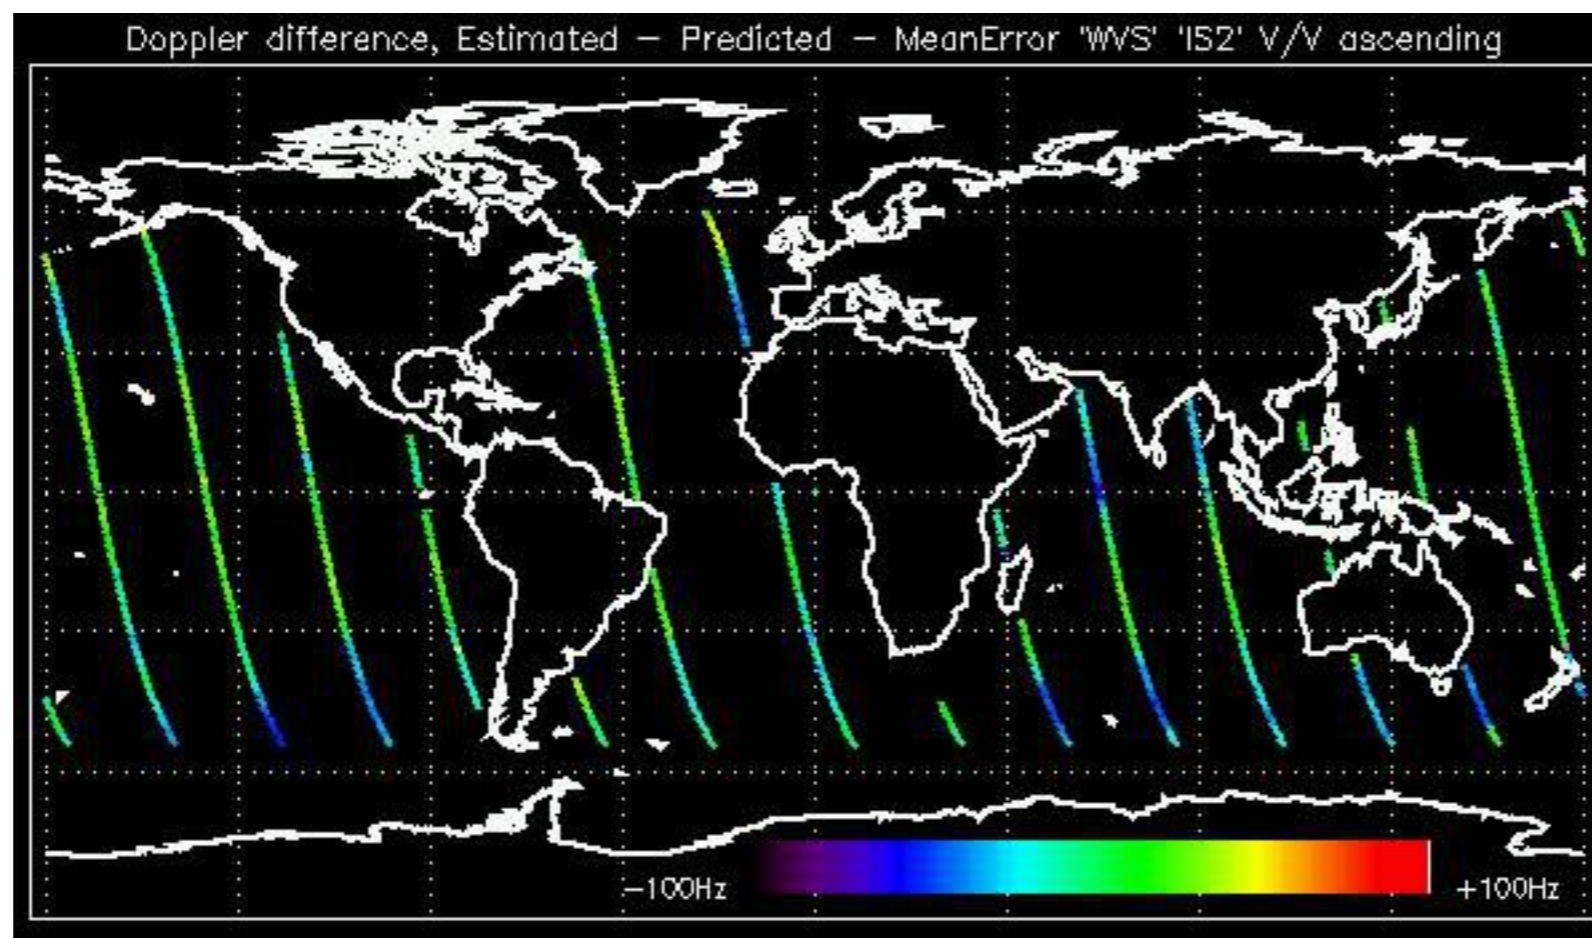 Doppler difference, Estimated – Predicted – MeanError 'WVS' 'IS2' V/V ascending
–100Hz +100Hz